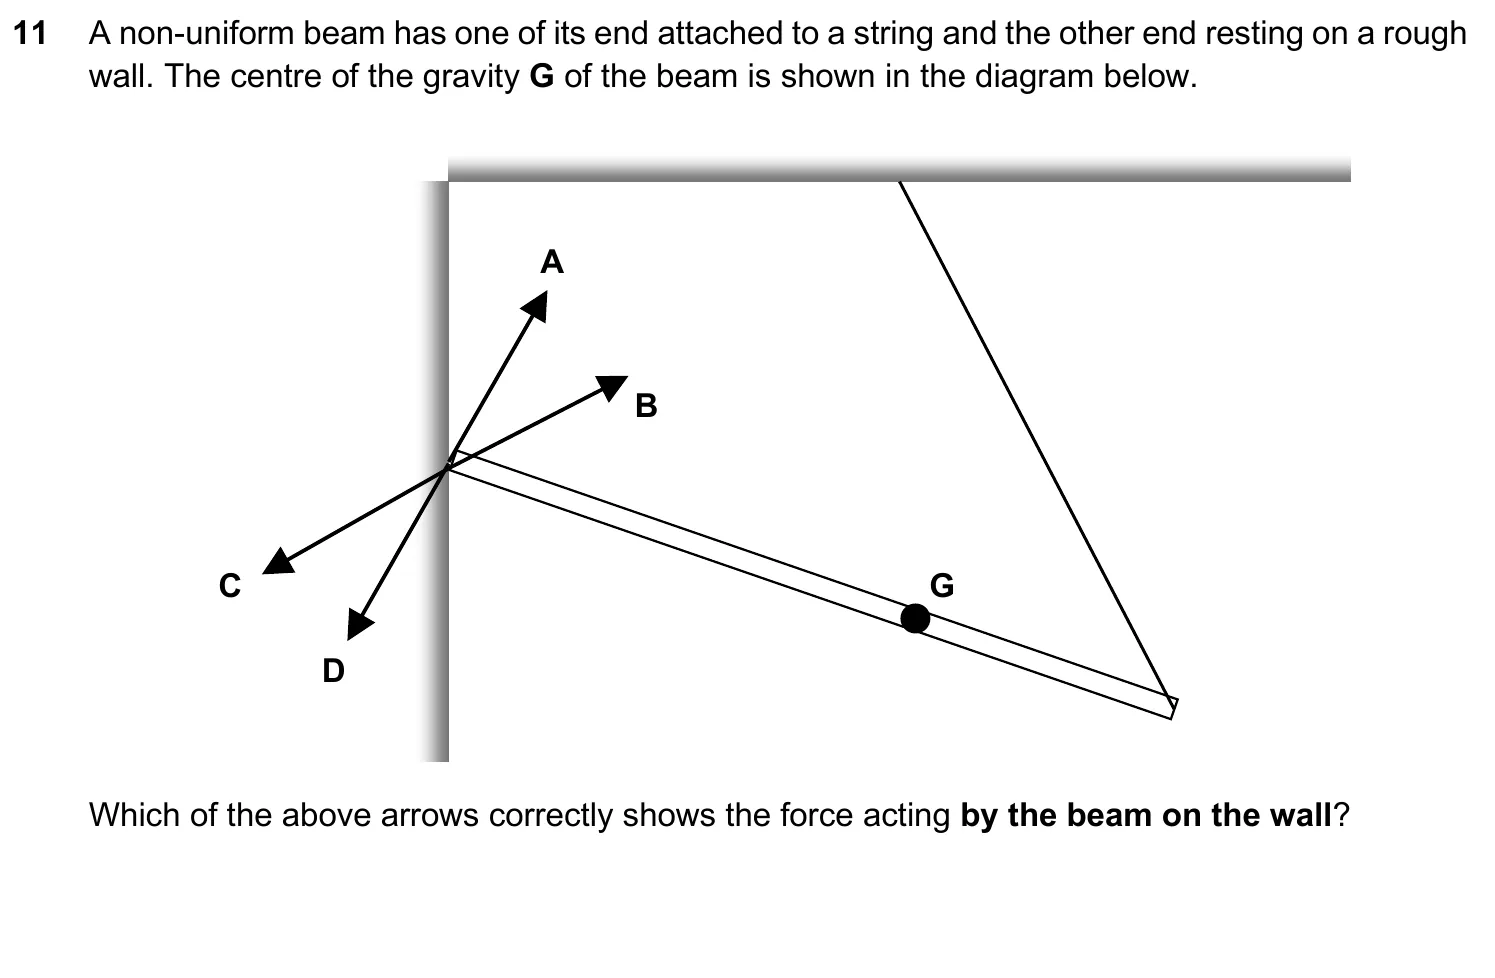 11 A non-uniform beam has one of its end attached to a string and the other end resting on a rough
wall. The centre of the gravity G of the beam is shown in the diagram below.
A
B
C
G
D
Which of the above arrows correctly shows the force acting by the beam on the wall?